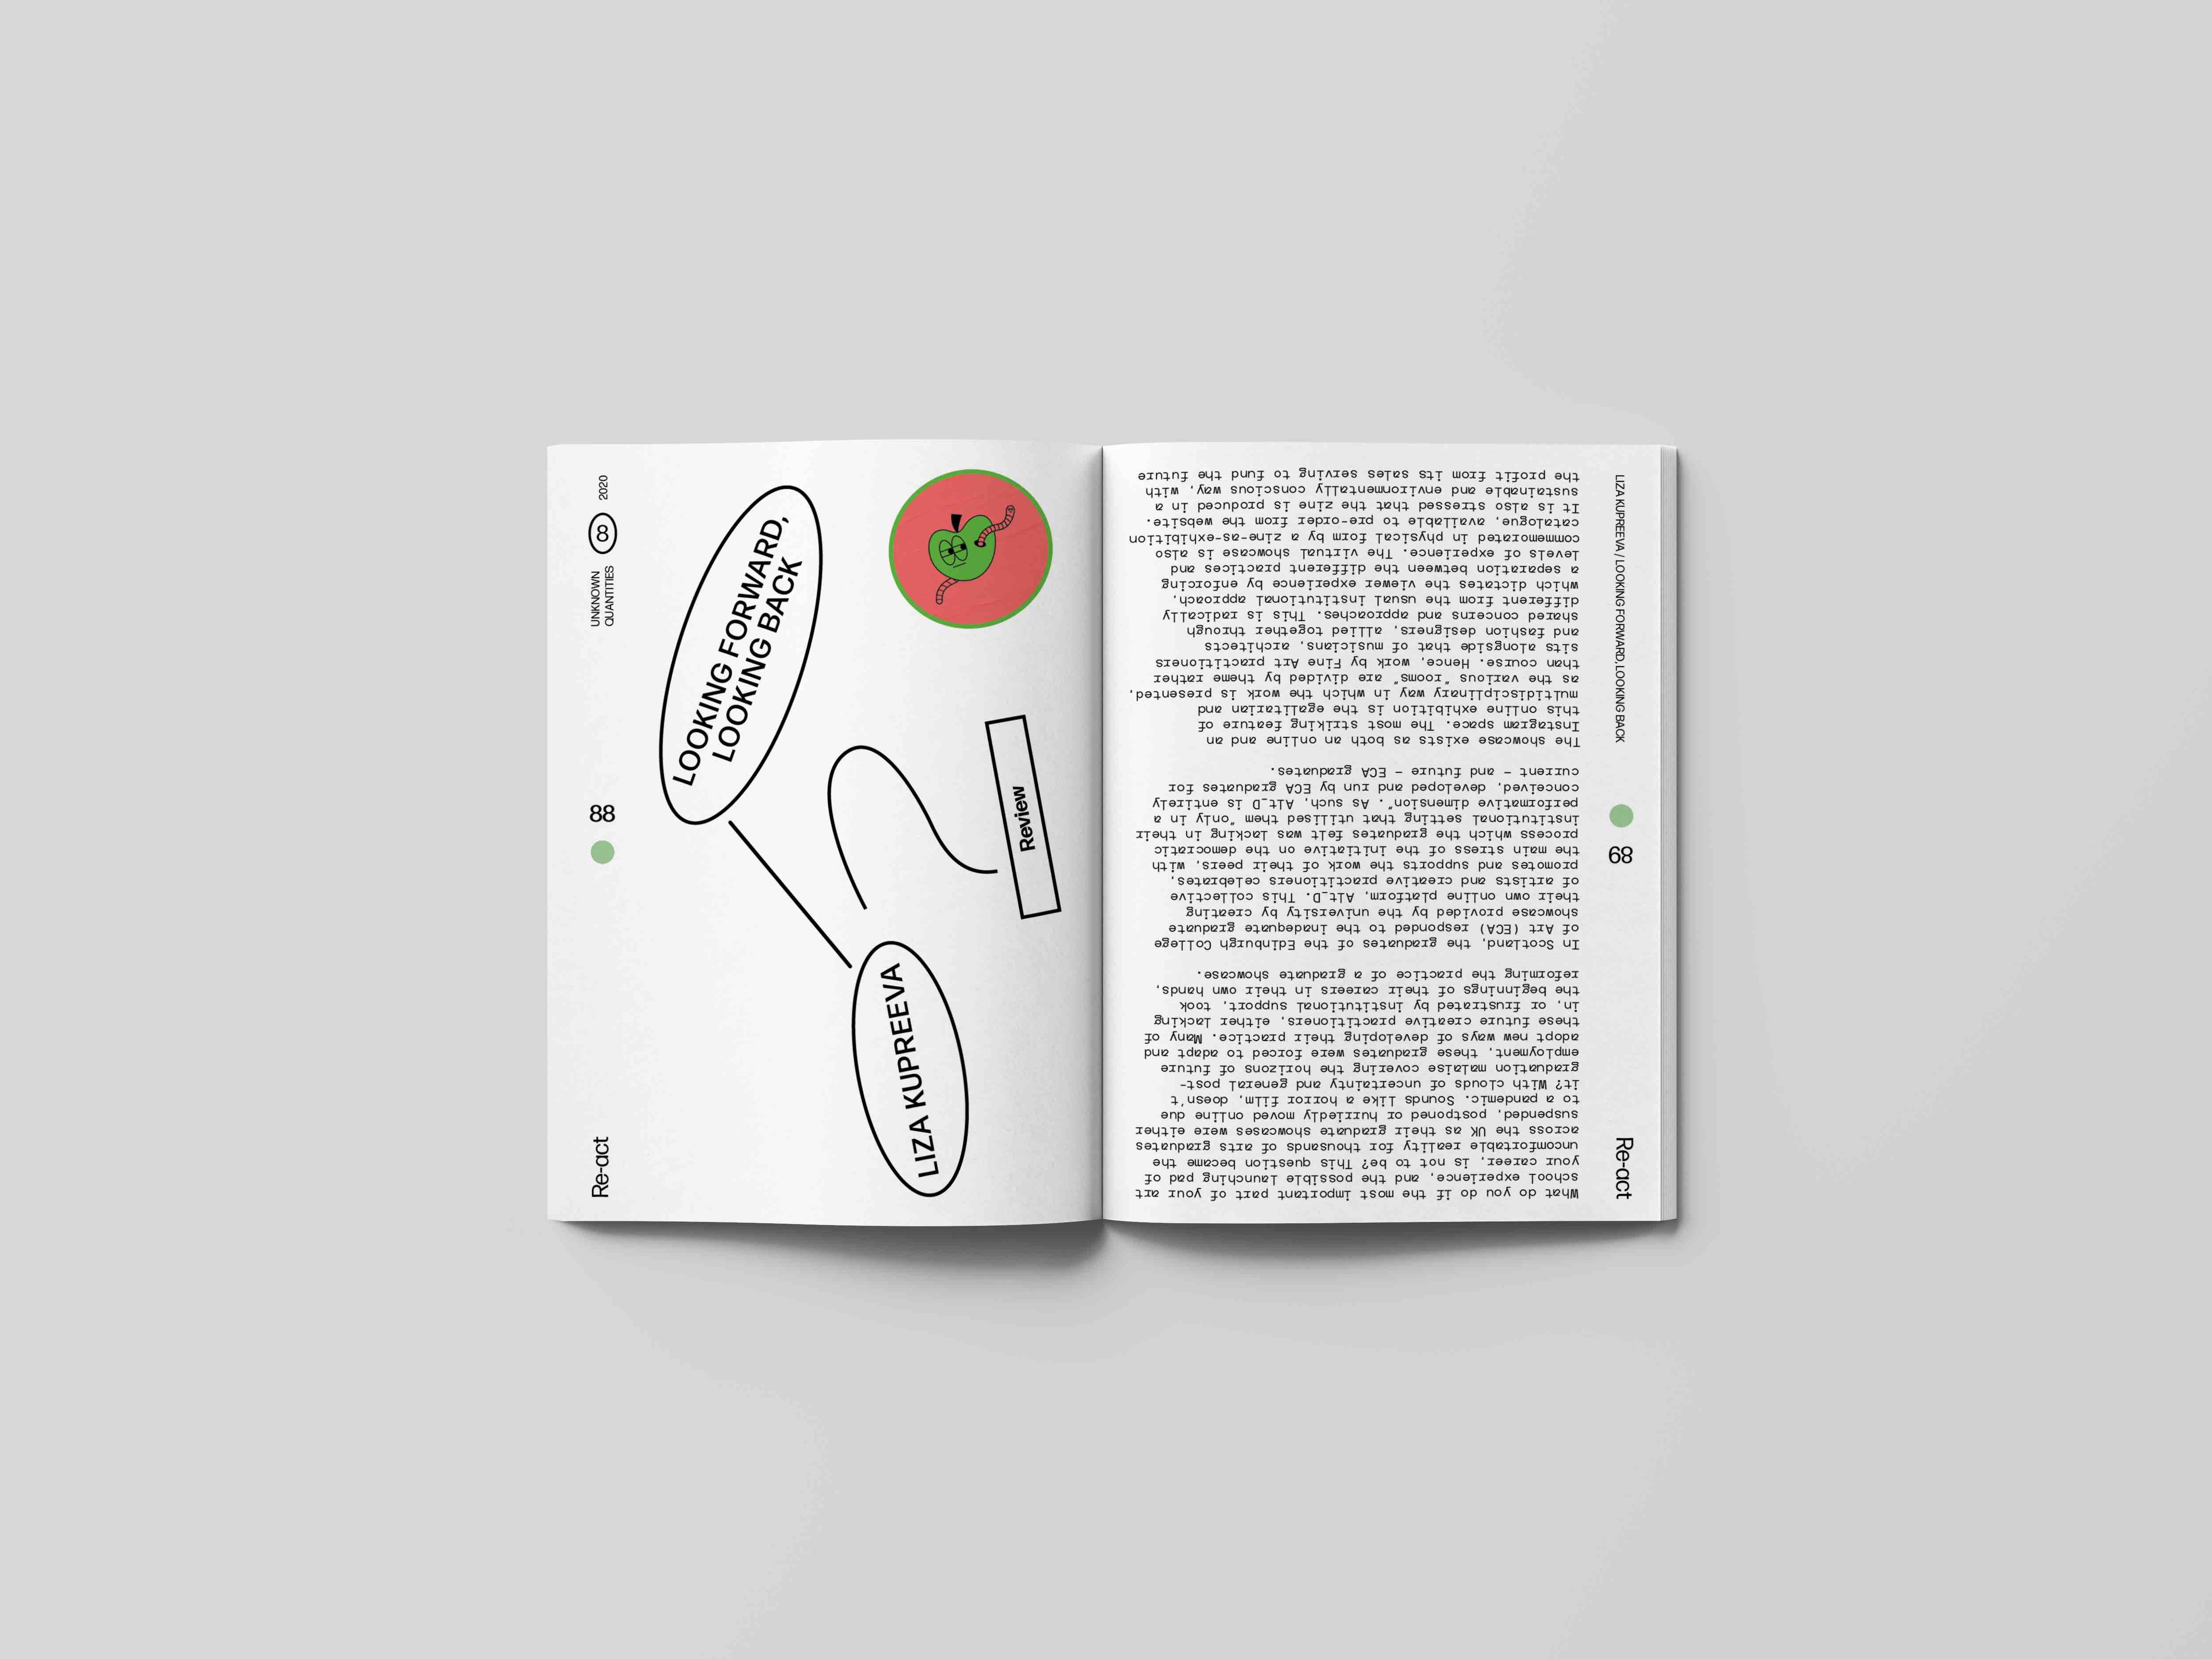 UNKNOWN
QUANTITIES
8
2020
88
Re-act
LOOKING FORWARD,
LOOKING BACK
LIZA KUPREEVA
Review
LIZA KUPREEVA / LOOKING FORWARD, LOOKING BACK
89
Re-act
What do you do if the most important part of your art
school experience, and the possible launching pad of
your career, is not to be? This question became the
uncomfortable reality for thousands of arts graduates
across the UK as their graduate showcases were either
suspended, postponed or hurriedly moved online due
to a pandemic. Sounds like a horror film, doesn't
it? With clouds of uncertainty and general post-
graduation malaise covering the horizons of future
employment, these graduates were forced to adapt and
adopt new ways of developing their practice. Many of
these future creative practitioners, either lacking
in, or frustrated by institutional support, took
the beginnings of their careers in their own hands,
reforming the practice of a graduate showcase.
In Scotland, the graduates of the Edinburgh College
of Art (ECA) responded to the inadequate graduate
showcase provided by the university by creating
their own online platform, Alt_D. This collective
of artists and creative practitioners celebrates,
promotes and supports the work of their peers, with
the main stress of the initiative on the democratic
process which the graduates felt was lacking in their
institutional setting that utilised them "only in a
performative dimension". As such, Alt_D is entirely
conceived, developed and run by ECA graduates for
current – and future – ECA graduates.
The showcase exists as both an online and an
Instagram space. The most striking feature of
this online exhibition is the egalitarian and
multidisciplinary way in which the work is presented,
as the various "rooms" are divided by theme rather
than course. Hence, work by Fine Art practitioners
sits alongside that of musicians, architects
and fashion designers, allied together through
shared concerns and approaches. This is radically
different from the usual institutional approach,
which dictates the viewer experience by enforcing
a separation between the different practices and
levels of experience. The virtual showcase is also
commemorated in physical form by a zine-as-exhibition
catalogue, available to pre-order from the website.
It is also stressed that the zine is produced in a
sustainable and environmentally conscious way, with
the profit from its sales serving to fund the future